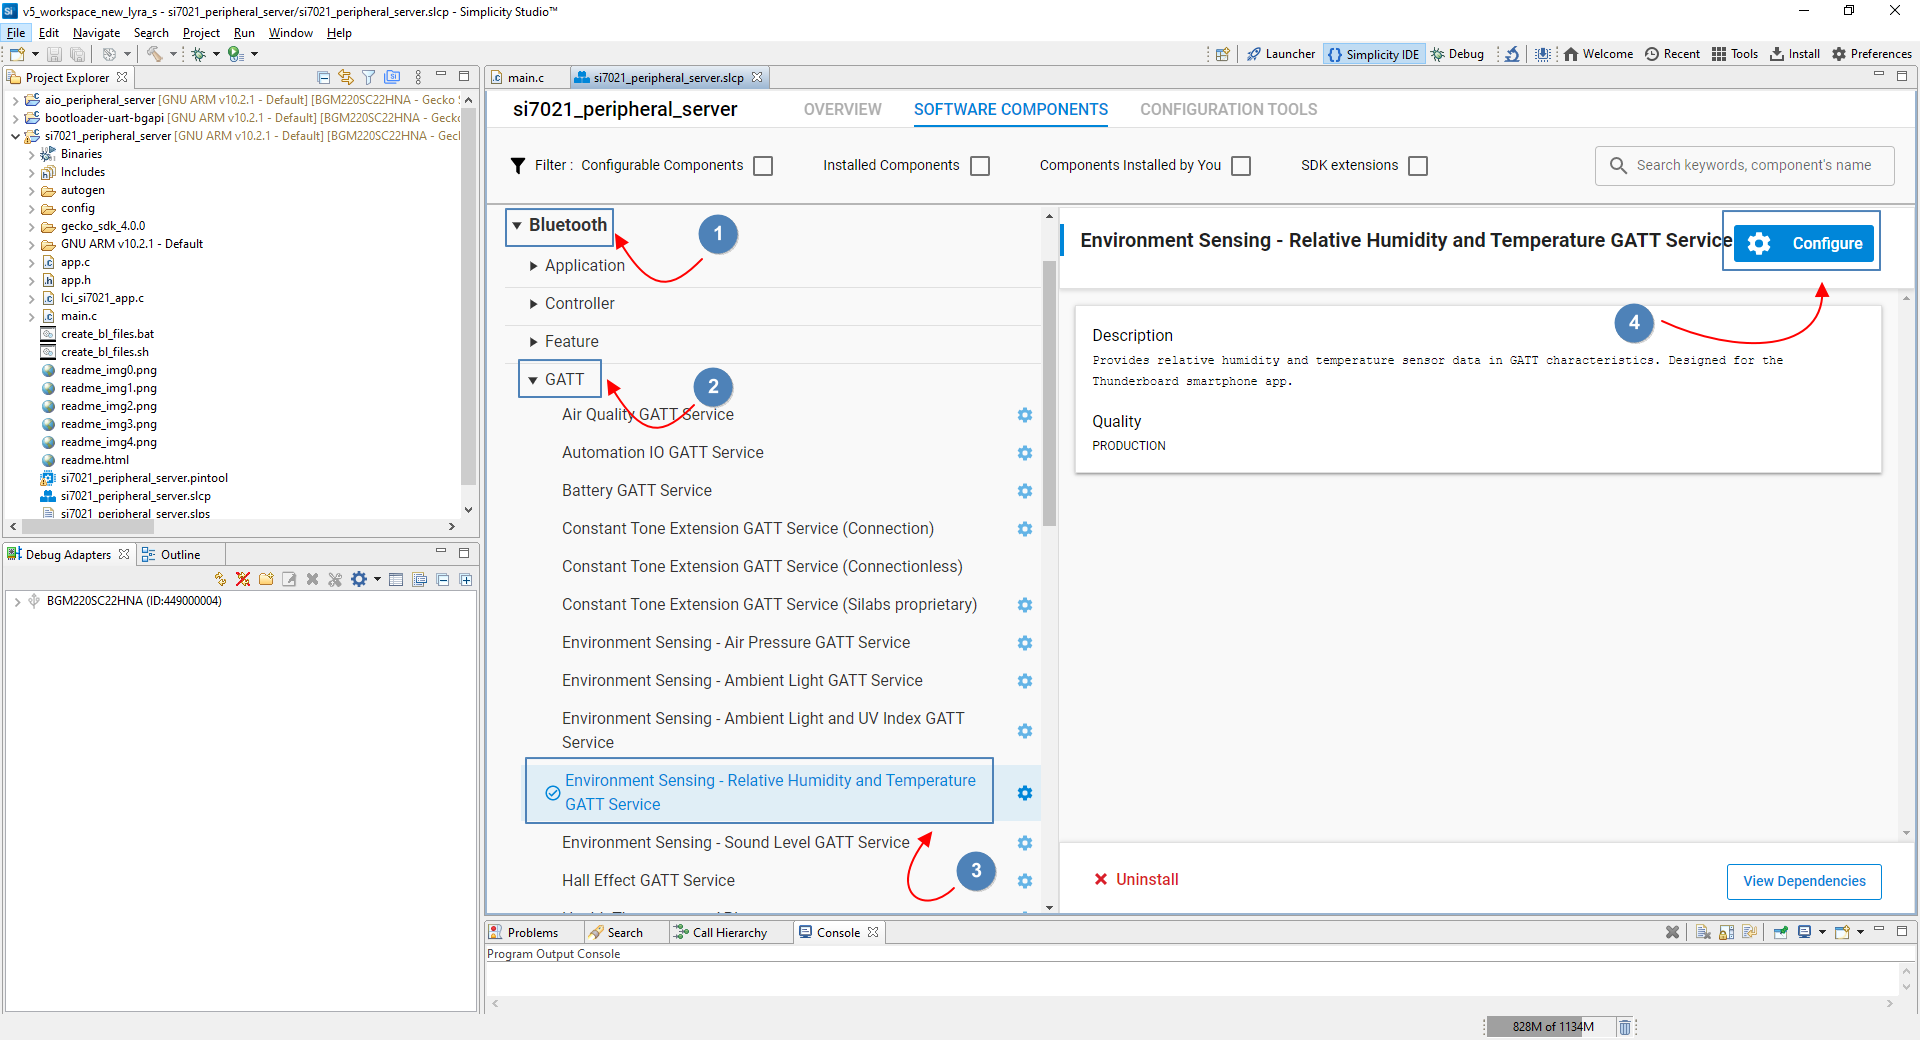 v5_workspace_new_lyra_s - si7021_peripheral_server/si7021_peripheral_server.slcp - Simplicity Studio™
File Edit Navigate Search Project Run Window Help
Launcher Simplicity IDE Debug Welcome Recent Tools Install Preferences
Project Explorer
aio_peripheral_server [GNU ARM v10.2.1 - Default] [BGM220SC22HNA - Gecko S
bootloader-uart-bgapi [GNU ARM v10.2.1 - Default] [BGM220SC22HNA - Gecko
si7021_peripheral_server [GNU ARM v10.2.1 - Default] [BGM220SC22HNA - Gec
Binaries
Includes
autogen
config
gecko_sdk_4.0.0
GNU ARM v10.2.1 - Default
app.c
app.h
lci_si7021_app.c
main.c
create_bl_files.bat
create_bl_files.sh
readme_img0.png
readme_img1.png
readme_img2.png
readme_img3.png
readme_img4.png
readme.html
si7021_peripheral_server.pintool
si7021_peripheral_server.slcp
si7021_peripheral_server.slps
Debug Adapters Outline
BGM220SC22HNA (ID:449000004)
main.c si7021_peripheral_server.slcp
si7021_peripheral_server OVERVIEW SOFTWARE COMPONENTS CONFIGURATION TOOLS
Filter : Configurable Components Installed Components Components Installed by You SDK extensions Search keywords, component's name
Bluetooth
1
Application
Controller
Feature
GATT
2
Air Quality GATT Service
Automation IO GATT Service
Battery GATT Service
Constant Tone Extension GATT Service (Connection)
Constant Tone Extension GATT Service (Connectionless)
Constant Tone Extension GATT Service (Silabs proprietary)
Environment Sensing - Air Pressure GATT Service
Environment Sensing - Ambient Light GATT Service
Environment Sensing - Ambient Light and UV Index GATT
Service
Environment Sensing - Relative Humidity and Temperature
GATT Service
Environment Sensing - Sound Level GATT Service
3
Hall Effect GATT Service
Environment Sensing - Relative Humidity and Temperature GATT Service Configure
4
Description
Provides relative humidity and temperature sensor data in GATT characteristics. Designed for the
Thunderboard smartphone app.
Quality
PRODUCTION
Uninstall View Dependencies
Problems Search Call Hierarchy Console
Program Output Console
828M of 1134M